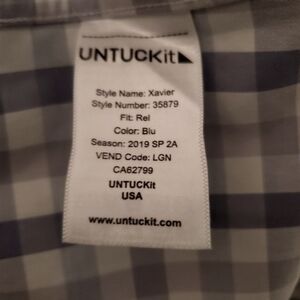 UNTUCKit
Style Name: Xavier
Style Number: 35879
Fit: Rel
Color: Blu
Season: 2019 SP 2A
VEND Code: LGN
CA62799
UNTUCKit
USA
www.untuckit.com